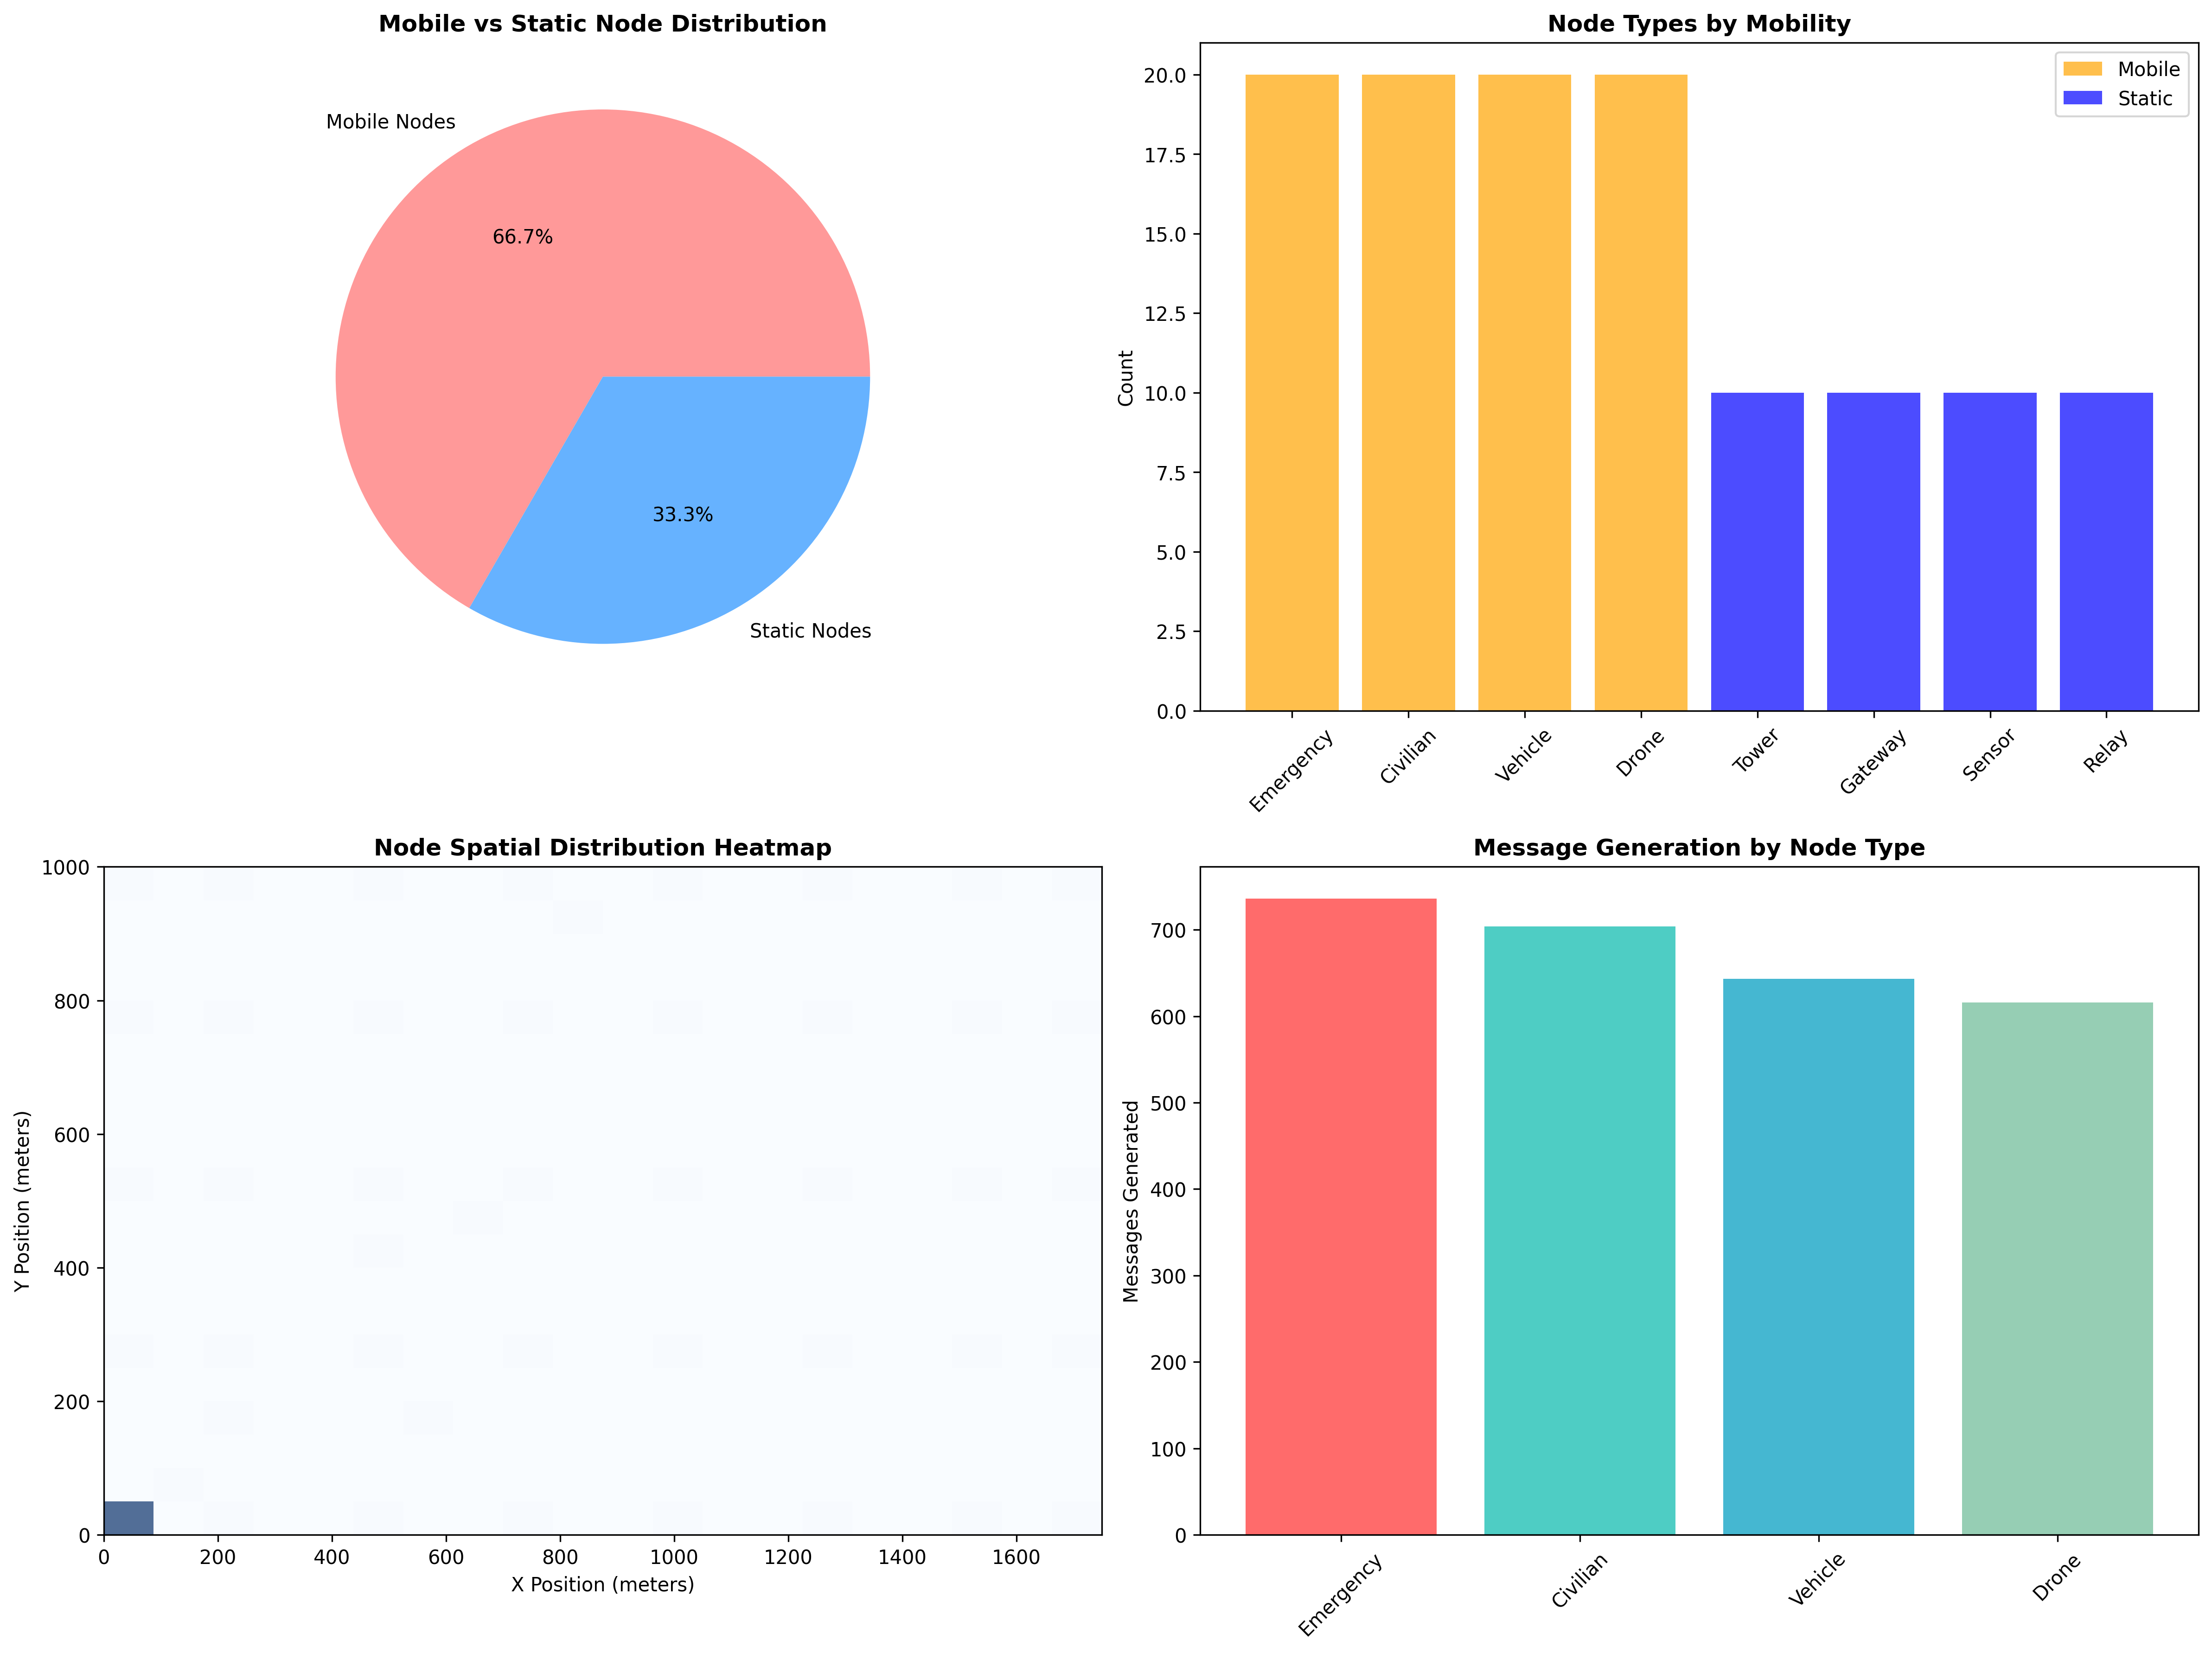 Mobile vs Static Node Distribution
Mobile Nodes
66.7%
33.3%
Static Nodes
Node Types by Mobility
Mobile
Static
Count
20.0
17.5
15.0
12.5
10.0
7.5
5.0
2.5
0.0
Emergency
Civilian
Vehicle
Drone
Tower
Gateway
Sensor
Relay
Node Spatial Distribution Heatmap
Y Position (meters)
1000
800
600
400
200
0
0 200 400 600 800 1000 1200 1400 1600
X Position (meters)
Message Generation by Node Type
Messages Generated
700
600
500
400
300
200
100
0
Emergency
Civilian
Vehicle
Drone